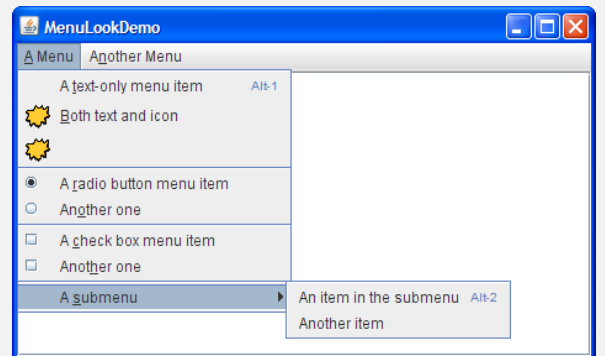 MenuLookDemo
A Menu Another Menu
A text-only menu item Alt-1
Both text and icon
A radio button menu item
Another one
A check box menu item
Another one
A submenu
An item in the submenu Alt-2
Another item